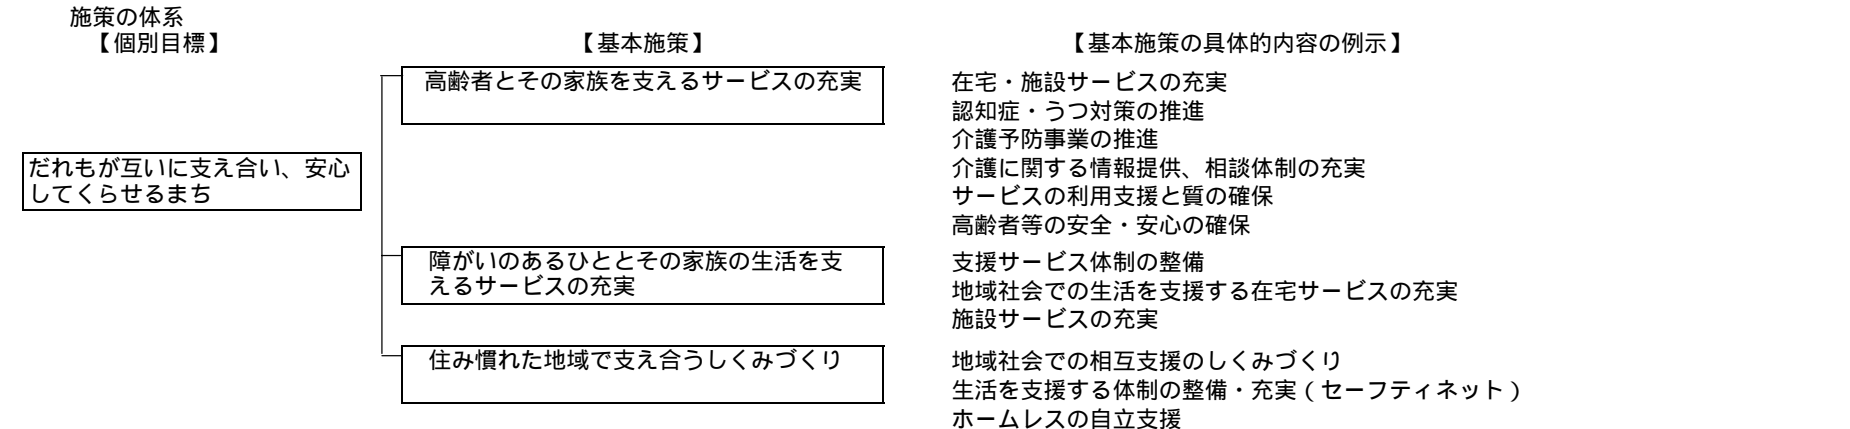 施策の体系
【個別目標】 【基本施策】 【基本施策の具体的内容の例示】
だれもが互いに支え合い、安心
してくらせるまち
高齢者とその家族を支えるサービスの充実
在宅・施設サービスの充実
認知症・うつ対策の推進
介護予防事業の推進
介護に関する情報提供、相談体制の充実
サービスの利用支援と質の確保
高齢者等の安全・安心の確保
障がいのあるひととその家族の生活を支
えるサービスの充実
支援サービス体制の整備
地域社会での生活を支援する在宅サービスの充実
施設サービスの充実
住み慣れた地域で支え合うしくみづくり
地域社会での相互支援のしくみづくり
生活を支援する体制の整備・充実（セーフティネット）
ホームレスの自立支援